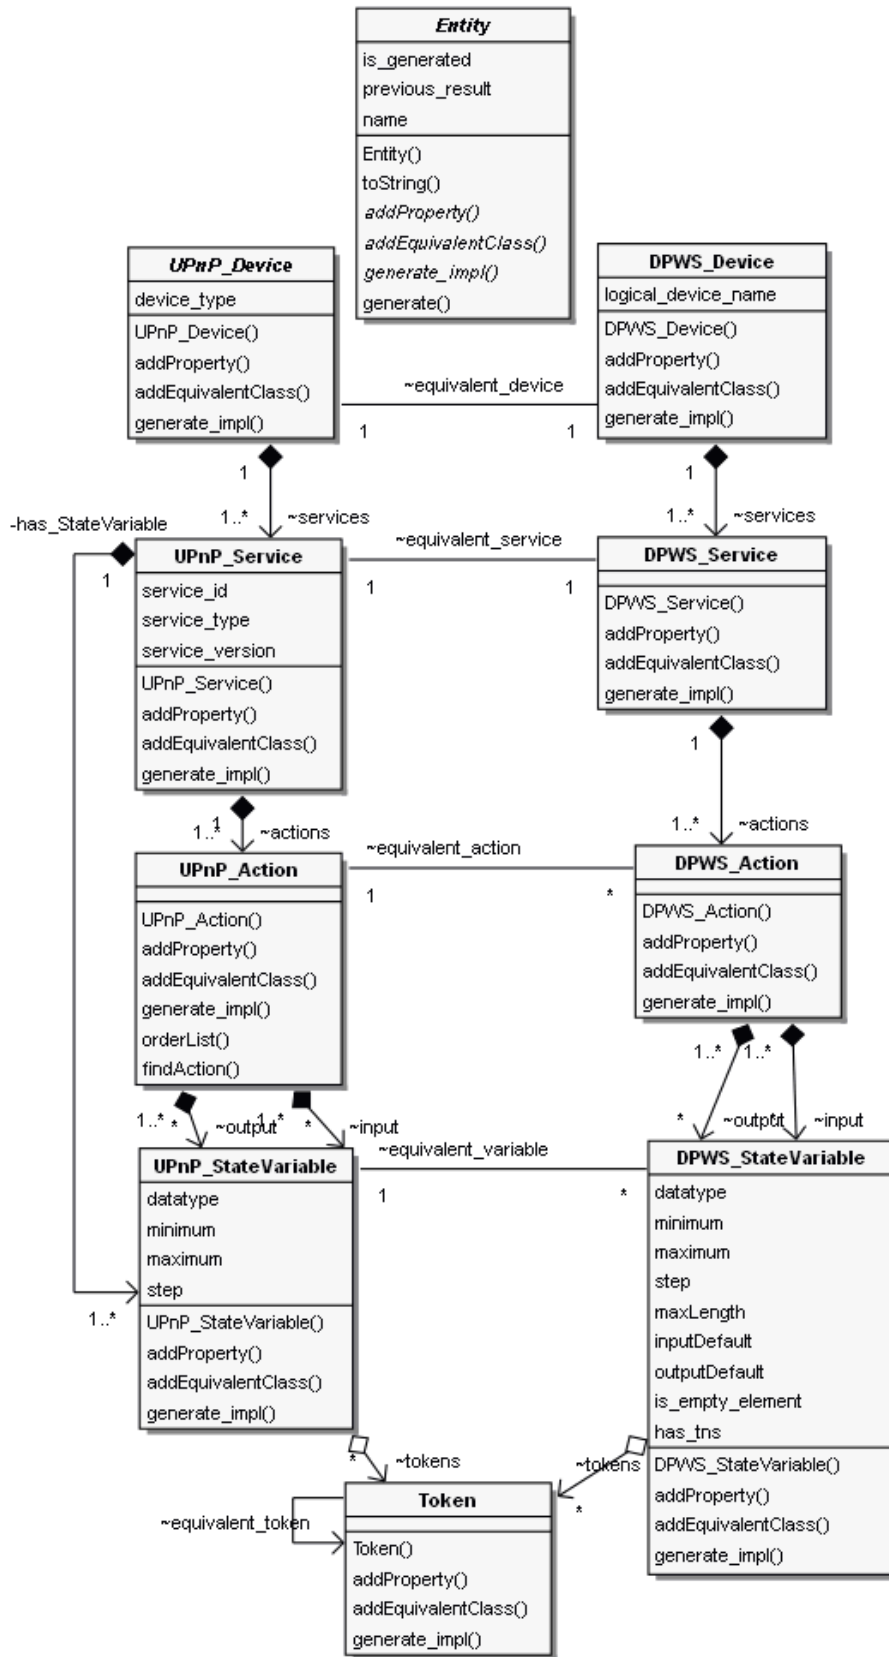 Entity
is_generated
previous_result
name
Entity()
toString()
addProperty()
addEquivalentClass()
generate_impl()
generate()
UPnP_Device
device_type
UPnP_Device()
addProperty()
addEquivalentClass()
generate_impl()
DPWS_Device
logical_device_name
DPWS_Device()
addProperty()
addEquivalentClass()
generate_impl()
~equivalent_device
1
1
1
1..*
~services
1
1..*
~services
-has_StateVariable
1
1..*
UPnP_Service
service_id
service_type
service_version
UPnP_Service()
addProperty()
addEquivalentClass()
generate_impl()
~equivalent_service
1
1
DPWS_Service
DPWS_Service()
addProperty()
addEquivalentClass()
generate_impl()
1
1..*
~actions
1
1..*
~actions
UPnP_Action
UPnP_Action()
addProperty()
addEquivalentClass()
generate_impl()
orderList()
findAction()
~equivalent_action
1
*
DPWS_Action
DPWS_Action()
addProperty()
addEquivalentClass()
generate_impl()
1..*
*
~output
1..*
*
~input
1..*
*
~output
1..*
*
~input
UPnP_StateVariable
datatype
minimum
maximum
step
UPnP_StateVariable()
addProperty()
addEquivalentClass()
generate_impl()
~equivalent_variable
1
*
DPWS_StateVariable
datatype
minimum
maximum
step
maxLength
inputDefault
outputDefault
is_empty_element
has_tns
DPWS_StateVariable()
addProperty()
addEquivalentClass()
generate_impl()
*
~tokens
~tokens
*
~equivalent_token
Token
Token()
addProperty()
addEquivalentClass()
generate_impl()